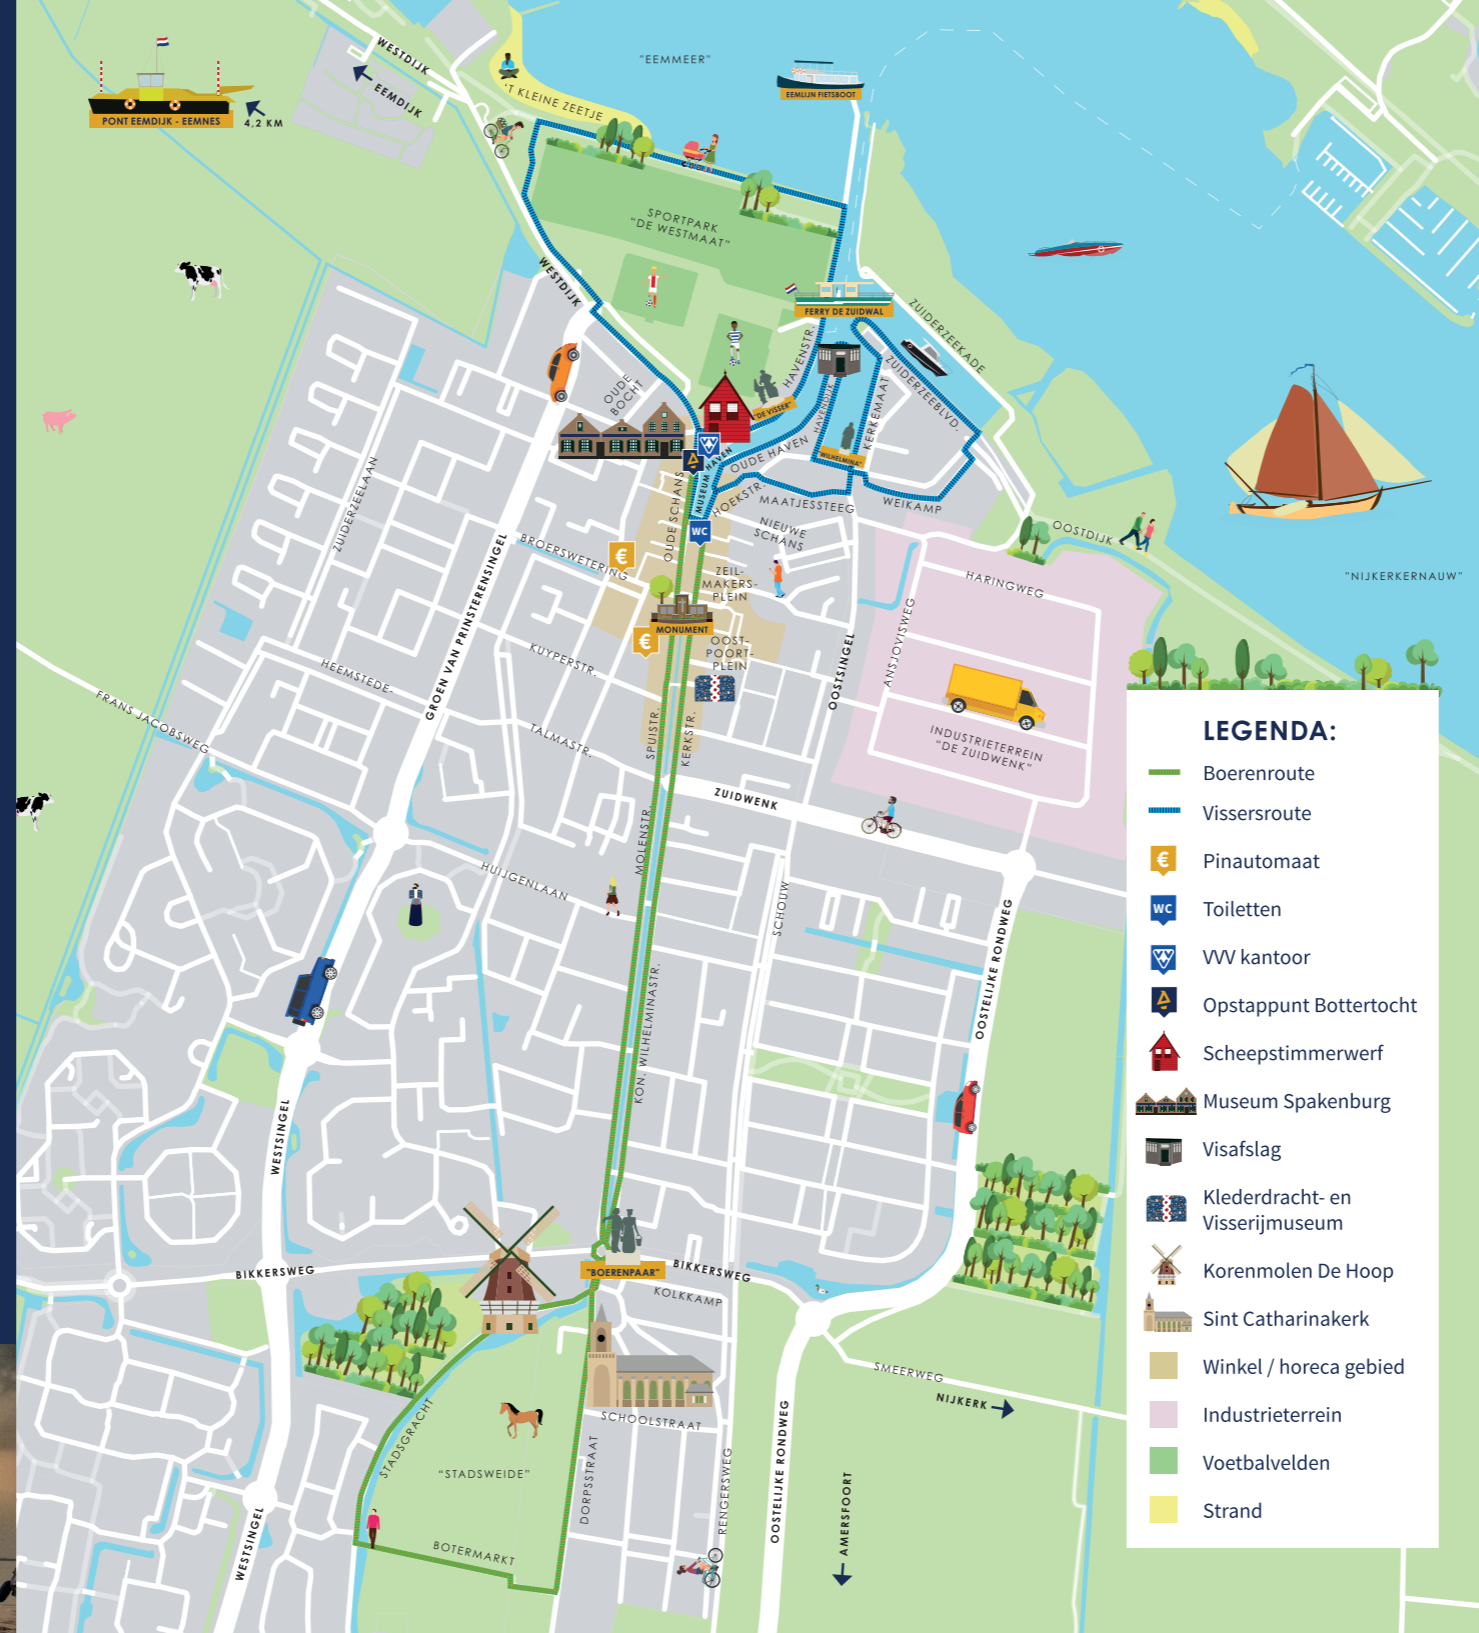 "EEMMEER"
WESTDIJK
EEMDIJK
EEMLIJN FIETSBOOT
PONT EEMDIJK - EEMNES
4,2 KM
'T KLEINE ZEETJE
SPORTPARK
"DE WESTMAAT"
WESTDIJK
FERRY DE ZUIDWAL
ZUIDERZEEKADE
HAVENSTR.
OUDE
BOCHT
"DE VISSER"
HAVENDIJK
KERKEMAAT
ZUIDERZEEBLVD.
"WILHELMINA"
OUDE HAVEN
MUSEUM HAVEN
HOEKSTR.
MAATJESSTEEG
WEIKAMP
OUDE SCHANS
WC
NIEUWE
SCHANS
ZUIDERZEELAAN
BROERSWETERING
€
OOSTDIJK
"NIJKERKERNAUW"
ZEIL-
MAKERS-
PLEIN
HARINGWEG
GROEN VAN PRINSTERENSINGEL
MONUMENT
€
OOST-
POORT-
PLEIN
OOSTSINGEL
ANSJOVISWEG
KUYPERSTR.
HEEMSTEDE-
FRANS JACOBSWEG
TALMASTR.
SPUISTR.
KERKSTR.
INDUSTRIETERREIN
"DE ZUIDWENK"
ZUIDWENK
MOLENSTR.
HUIJGENLAAN
SCHOUW
OOSTELIJKE RONDWEG
KON. WILHELMINASTR.
WESTSINGEL
BIKKERSWEG
"BOERENPAAR"
BIKKERSWEG
KOLKKAMP
SMEERWEG
NIJKERK
SCHOOLSTRAAT
STADSGRACHT
"STADSWEIDE"
DORPSSTRAAT
RENGERSWEG
OOSTELIJKE RONDWEG
AMERSFOORT
WESTSINGEL
BOTERMARKT
LEGENDA:
Boerenroute
Vissersroute
€ Pinautomaat
WC Toiletten
VVV kantoor
Opstappunt Bottertocht
Scheepstimmerwerf
Museum Spakenburg
Visafslag
Klederdracht- en
Visserijmuseum
Korenmolen De Hoop
Sint Catharinakerk
Winkel / horeca gebied
Industrieterrein
Voetbalvelden
Strand